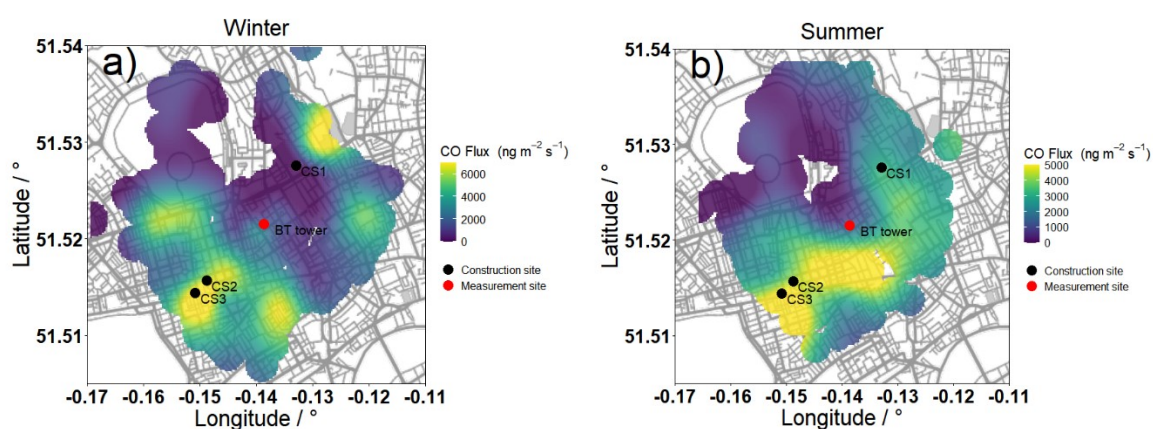 Winter
a)
51.54
51.53
51.52
51.51
Latitude / °
-0.17 -0.16 -0.15 -0.14 -0.13 -0.12 -0.11
Longitude / °
CS1
BT tower
CS2
CS3
CO Flux (ng m⁻² s⁻¹)
6000
4000
2000
0
Construction site
Measurement site
Summer
b)
51.54
51.53
51.52
51.51
Latitude / °
-0.17 -0.16 -0.15 -0.14 -0.13 -0.12 -0.11
Longitude / °
CS1
BT tower
CS2
CS3
CO Flux (ng m⁻² s⁻¹)
5000
4000
3000
2000
1000
0
Construction site
Measurement site